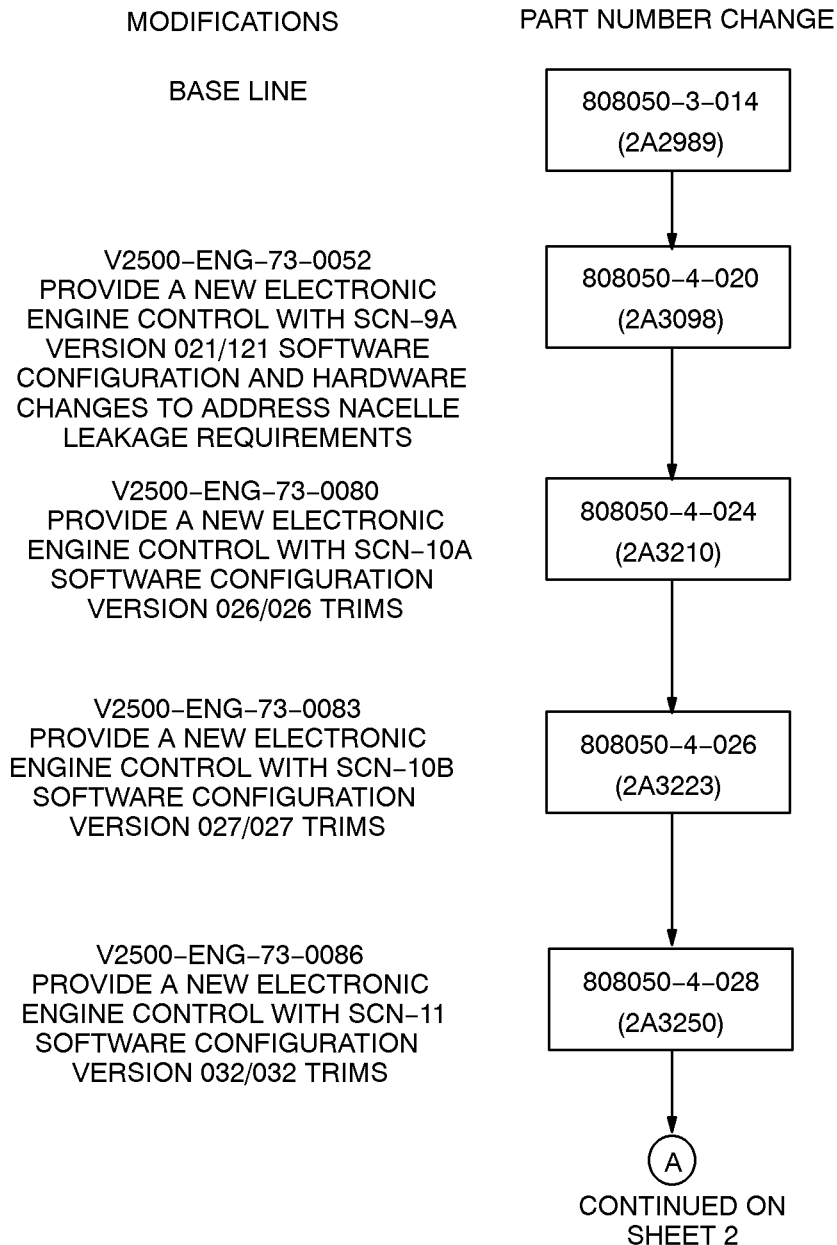 MODIFICATIONS
PART NUMBER CHANGE
BASE LINE
808050-3-014
(2A2989)
V2500-ENG-73-0052
PROVIDE A NEW ELECTRONIC
ENGINE CONTROL WITH SCN-9A
VERSION 021/121 SOFTWARE
CONFIGURATION AND HARDWARE
CHANGES TO ADDRESS NACELLE
LEAKAGE REQUIREMENTS
808050-4-020
(2A3098)
V2500-ENG-73-0080
PROVIDE A NEW ELECTRONIC
ENGINE CONTROL WITH SCN-10A
SOFTWARE CONFIGURATION
VERSION 026/026 TRIMS
808050-4-024
(2A3210)
V2500-ENG-73-0083
PROVIDE A NEW ELECTRONIC
ENGINE CONTROL WITH SCN-10B
SOFTWARE CONFIGURATION
VERSION 027/027 TRIMS
808050-4-026
(2A3223)
V2500-ENG-73-0086
PROVIDE A NEW ELECTRONIC
ENGINE CONTROL WITH SCN-11
SOFTWARE CONFIGURATION
VERSION 032/032 TRIMS
808050-4-028
(2A3250)
A
CONTINUED ON
SHEET 2